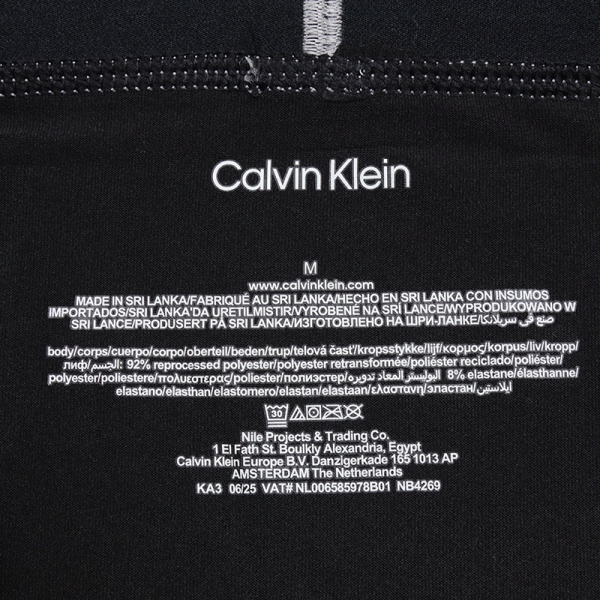 Calvin Klein
M
www.calvinklein.com
MADE IN SRI LANKA/FABRIQUÉ AU SRI LANKA/HECHO EN SRI LANKA CON INSUMOS
IMPORTADOS/SRI LANKA'DA URETILMISTIR/VYROBENÉ NA SRÍ LANCE/WYPRODUKOWANO W
SRI LANCE/PRODUSERT PÅ SRI LANKA/ИЗГОТОВЛЕНО НА ШРИ-ЛАНКЕ/صنع في سريلانكا
body/corps/cuerpo/corpo/oberteil/beden/trup/telová časť/kropsstykke/lijf/κορμος/korpus/liv/kropp/
лиф/الجسم: 92% reprocessed polyester/polyester retransformée/poliéster reciclado/poliéster/
polyester/poliestere/πολυεστερας/poliester/полиэстер/البوليستر المعاد تدويره 8% elastane/élasthanne/
elastano/elasthan/elastomero/elastan/elastaan/ελαστανη/эластан/ايلاستين
30
Nile Projects & Trading Co.
1 El Fath St. Boulkly Alexandria, Egypt
Calvin Klein Europe B.V. Danzigerkade 165 1013 AP
AMSTERDAM The Netherlands
KA3 06/25 VAT# NL006585978B01 NB4269